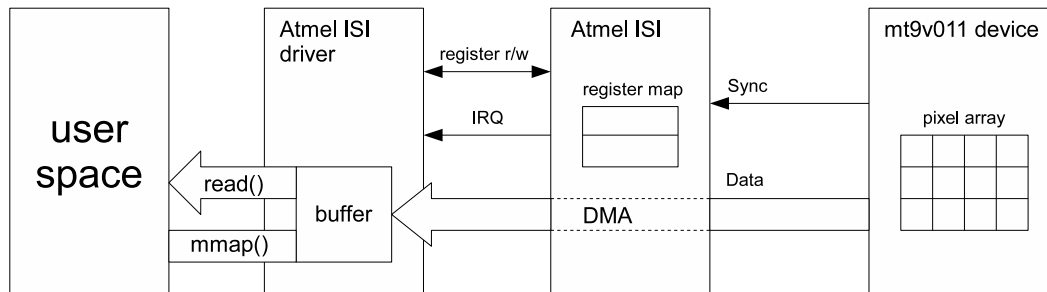 Atmel ISI
driver
Atmel ISI
mt9v011 device
register r/w
register map
Sync
IRQ
pixel array
user
space
read()
Data
buffer
DMA
mmap()